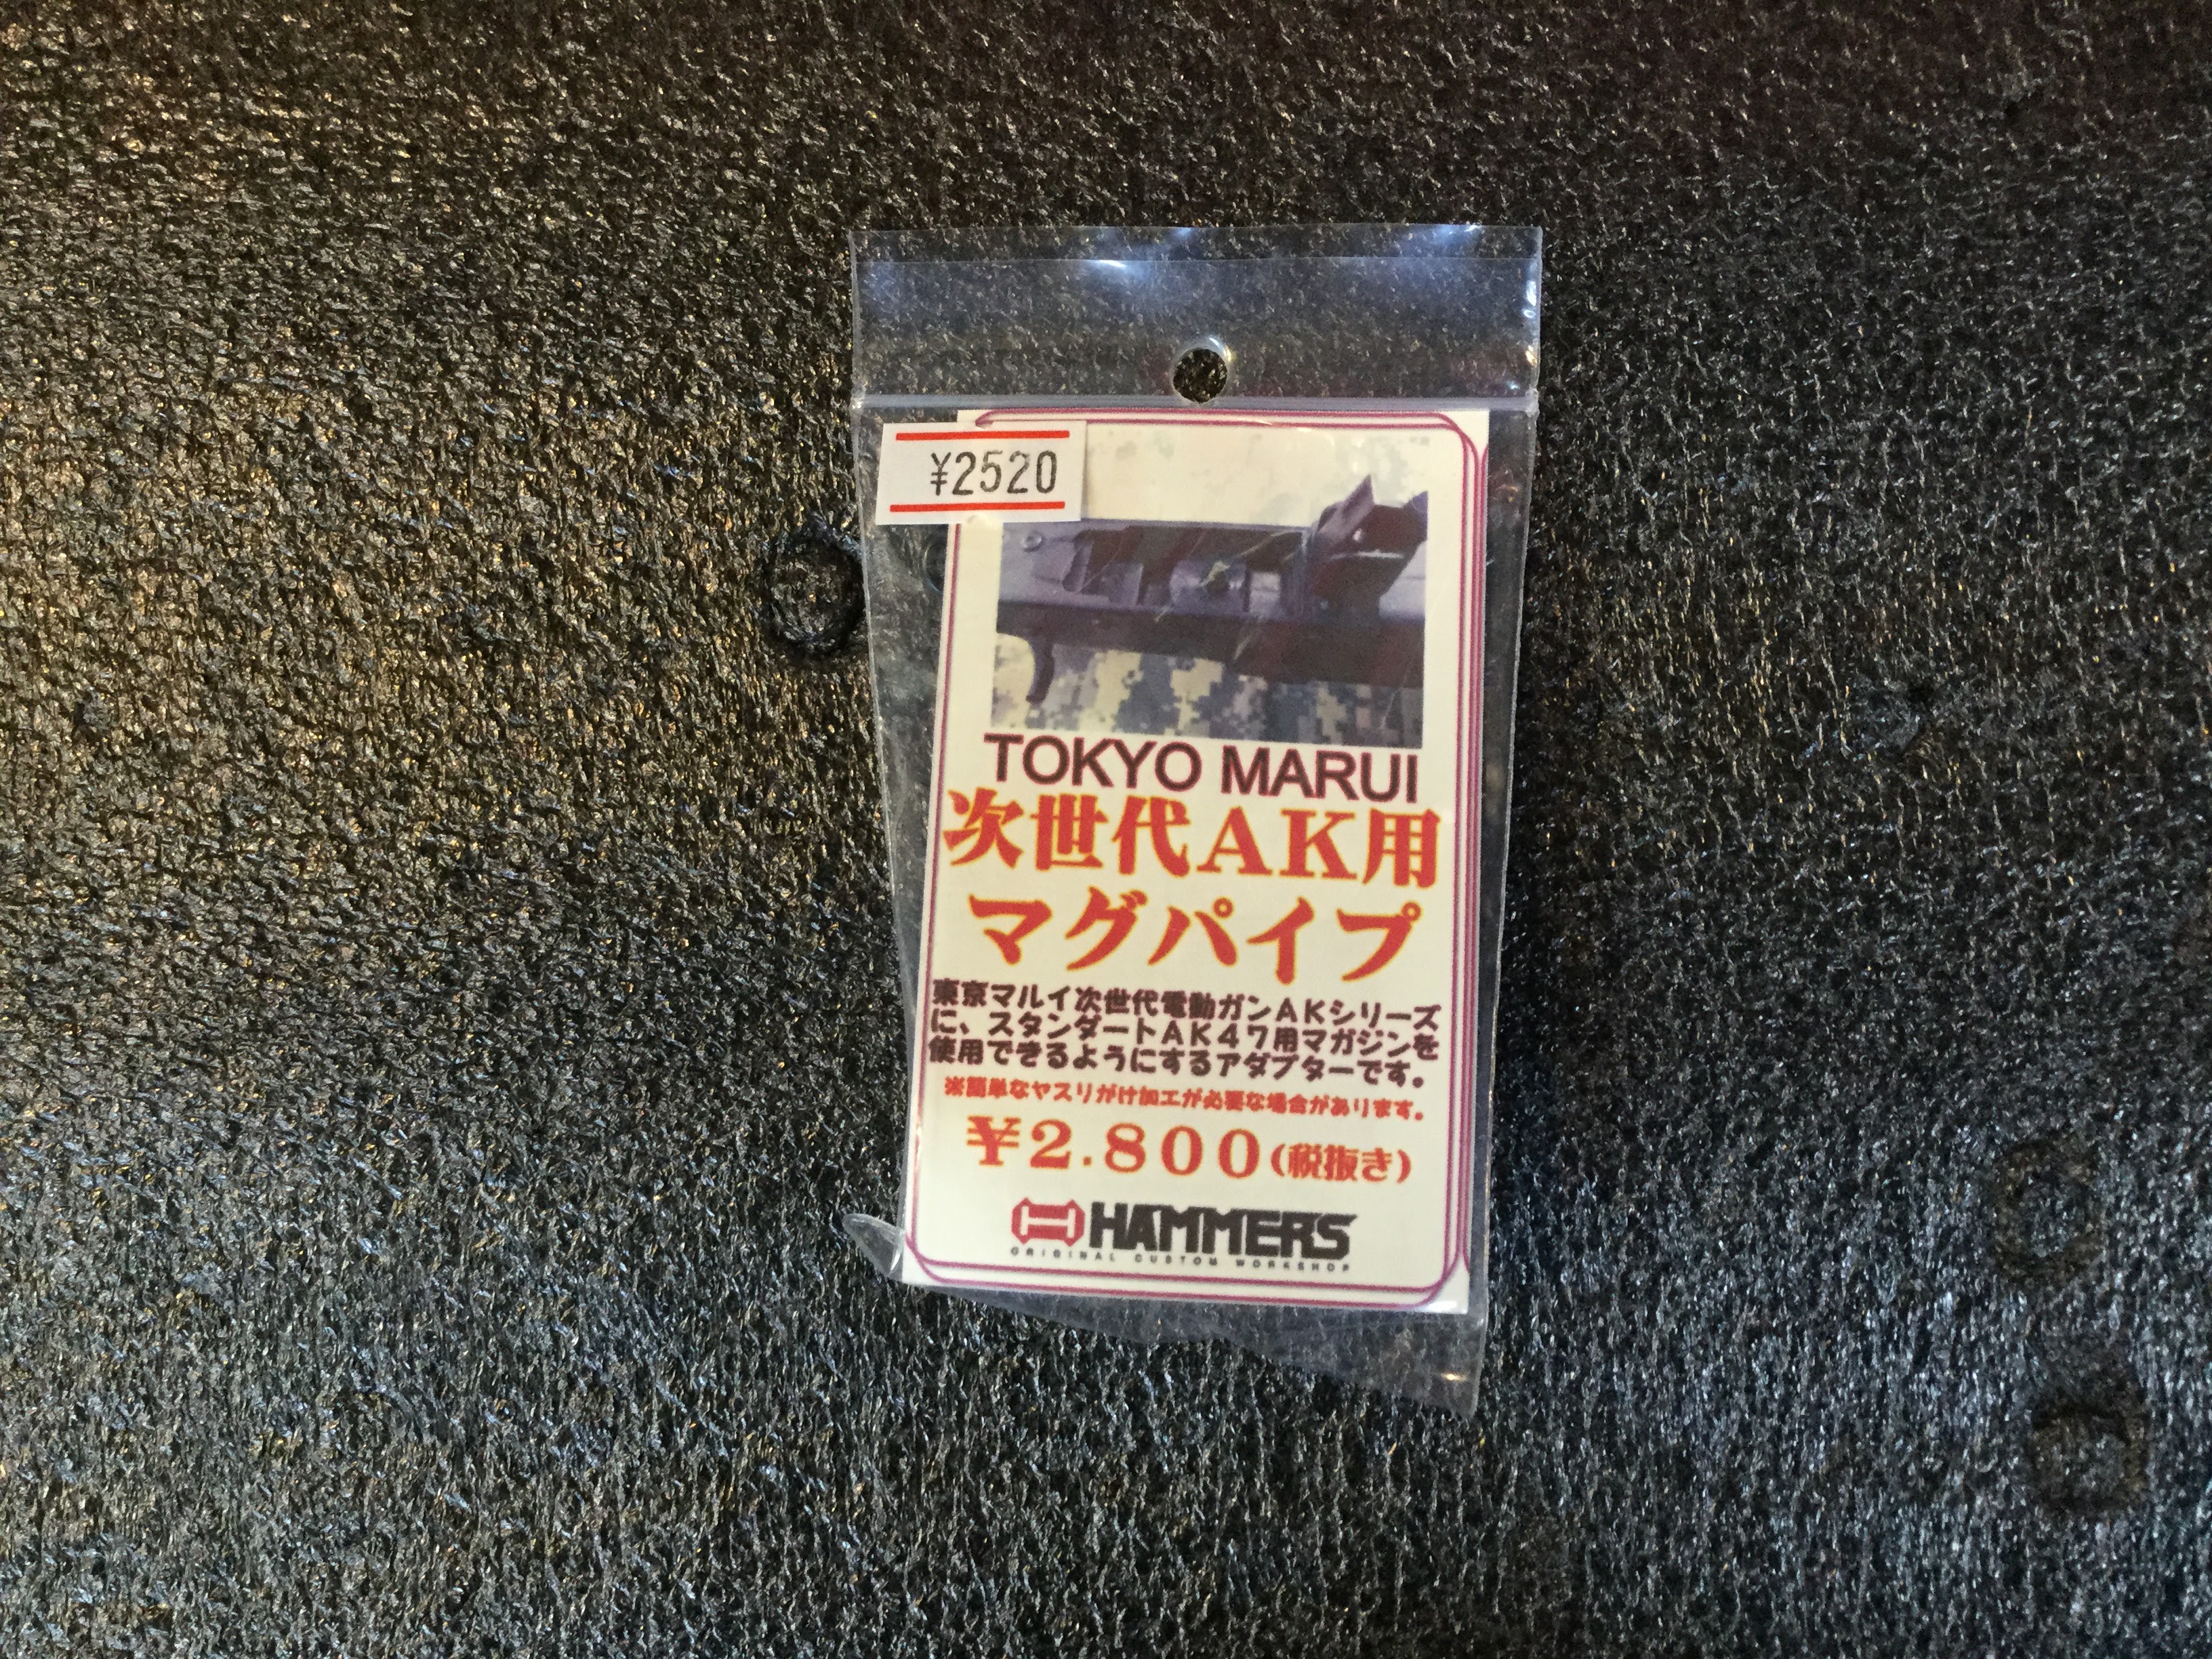 ¥2520
TOKYO MARUI
次世代AK用
マグパイプ
東京マルイ次世代電動ガンAKシリーズ
に、スタンダートAK47用マガジンを
使用できるようにするアダプターです。
※簡単なヤスリがけ加工が必要な場合があります。
¥2.800(税抜き)
HAMMERS
ORIGINAL CUSTOM WORKSHOP